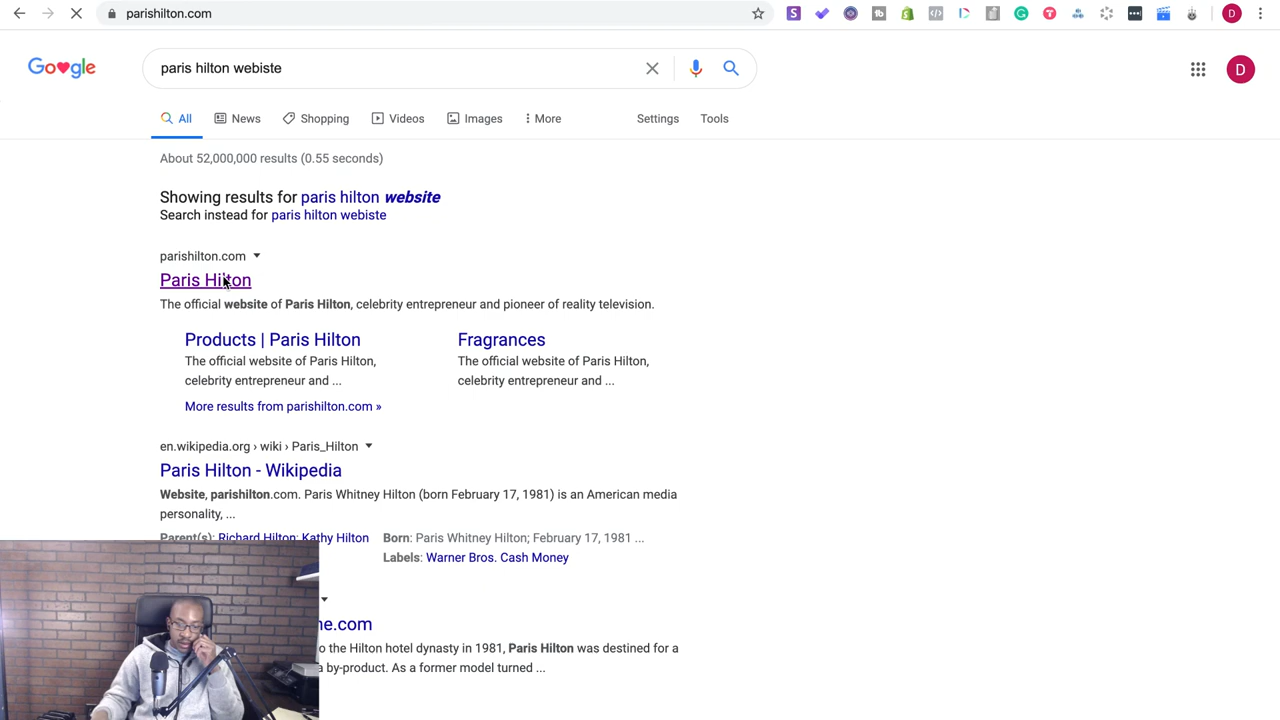 parishilton.com
Go♥gle
paris hilton webiste
D
All
News
Shopping
Videos
Images
More
Settings
Tools
About 52,000,000 results (0.55 seconds)
Showing results for paris hilton website
Search instead for paris hilton webiste
parishilton.com
Paris Hilton
The official website of Paris Hilton, celebrity entrepreneur and pioneer of reality television.
Products | Paris Hilton
The official website of Paris Hilton,
celebrity entrepreneur and ...
Fragrances
The official website of Paris Hilton,
celebrity entrepreneur and ...
More results from parishilton.com »
en.wikipedia.org › wiki › Paris_Hilton
Paris Hilton - Wikipedia
Website, parishilton.com. Paris Whitney Hilton (born February 17, 1981) is an American media
personality, ...
Parent(s): Richard Hilton; Kathy Hilton
Born: Paris Whitney Hilton; February 17, 1981 ...
Labels: Warner Bros. Cash Money
ne.com
o the Hilton hotel dynasty in 1981, Paris Hilton was destined for a
a by-product. As a former model turned ...